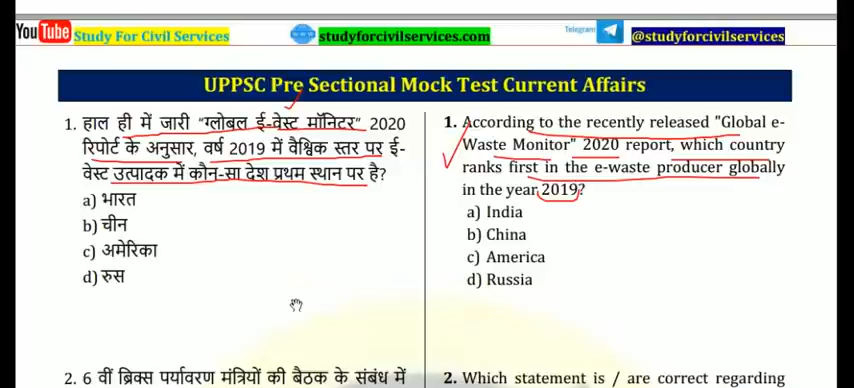 YouTube Study For Civil Services
www studyforcivilservices.com
Telegram @studyforcivilservices
UPPSC Pre Sectional Mock Test Current Affairs
1. हाल ही में जारी "ग्लोबल ई-वेस्ट मॉनिटर" 2020
रिपोर्ट के अनुसार, वर्ष 2019 में वैश्विक स्तर पर ई-
वेस्ट उत्पादक में कौन-सा देश प्रथम स्थान पर है?
a) भारत
b) चीन
c) अमेरिका
d) रुस
2. 6 वीं ब्रिक्स पर्यावरण मंत्रियों की बैठक के संबंध में
1. According to the recently released "Global e-
Waste Monitor" 2020 report, which country
ranks first in the e-waste producer globally
in the year 2019?
a) India
b) China
c) America
d) Russia
2. Which statement is / are correct regarding